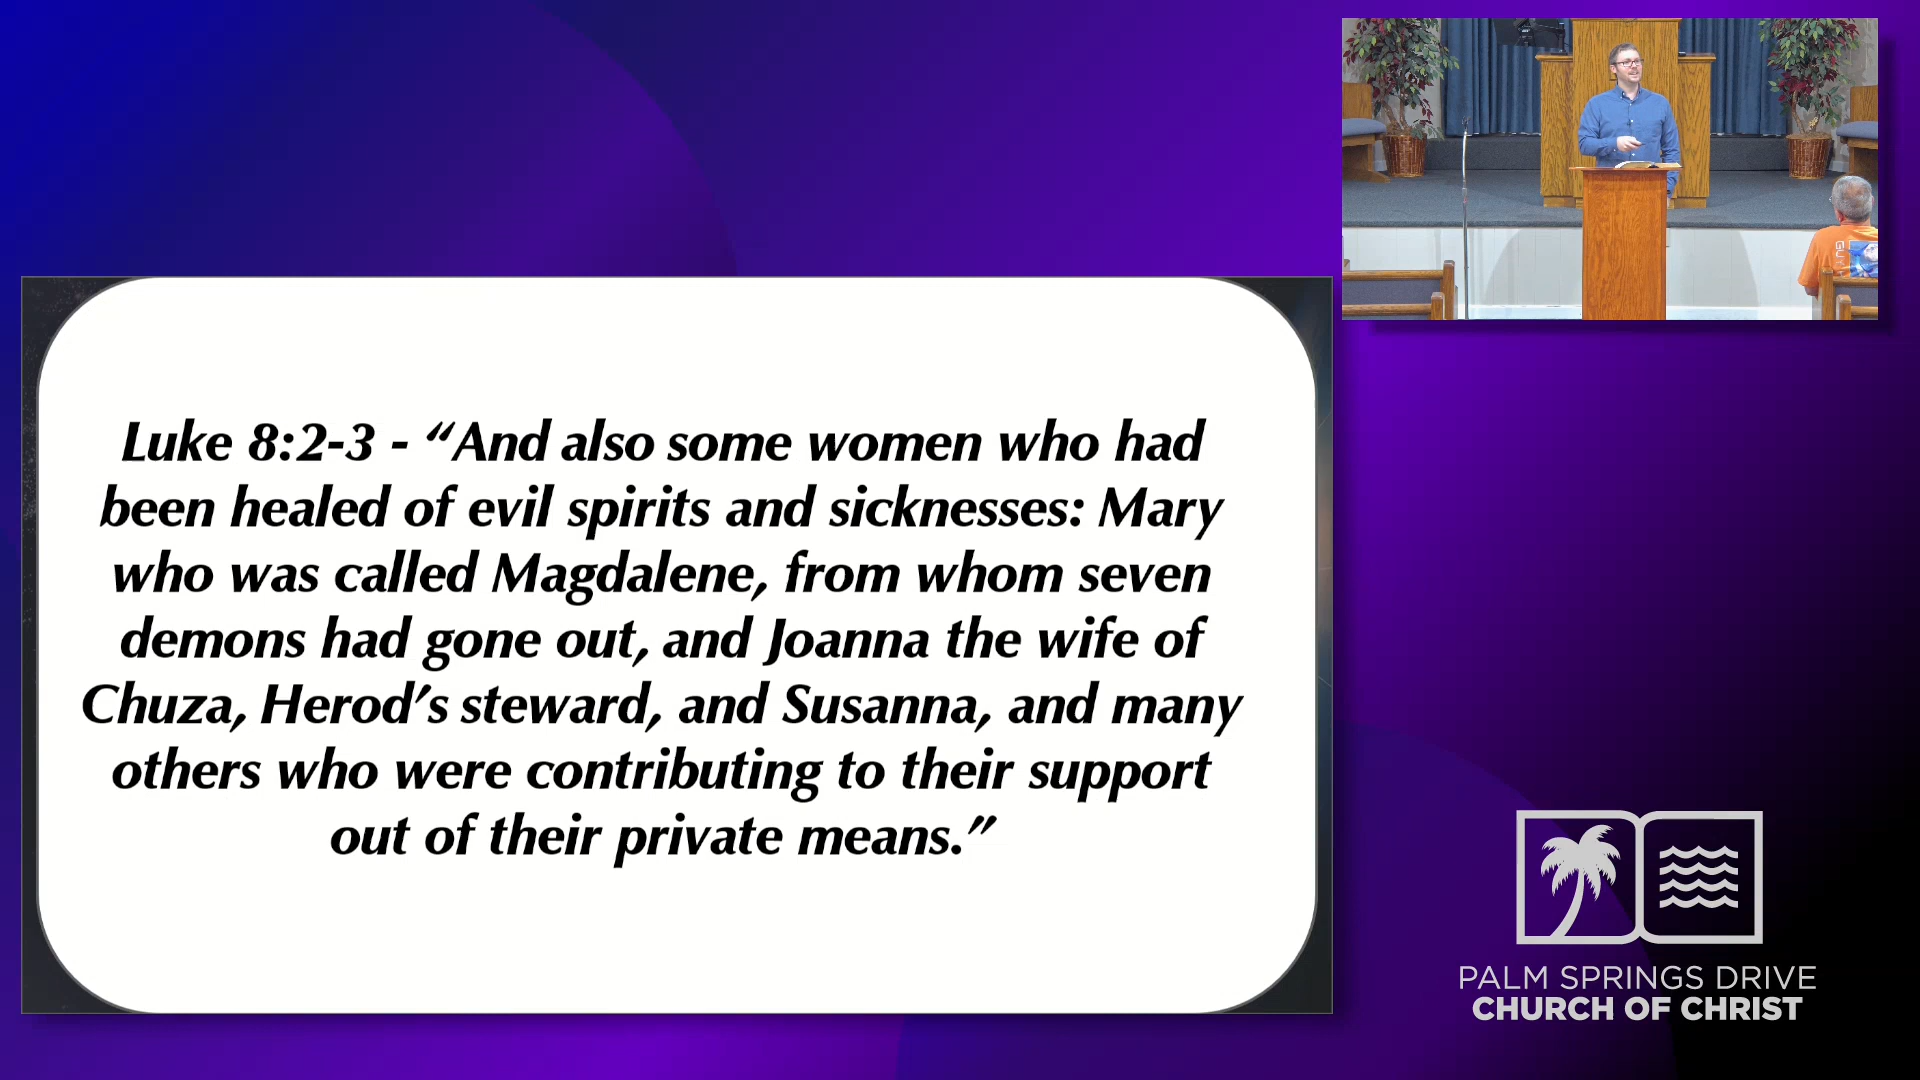 Luke 8:2-3 - “And also some women who had
been healed of evil spirits and sicknesses: Mary
who was called Magdalene, from whom seven
demons had gone out, and Joanna the wife of
Chuza, Herod’s steward, and Susanna, and many
others who were contributing to their support
out of their private means.”
PALM SPRINGS DRIVE
CHURCH OF CHRIST